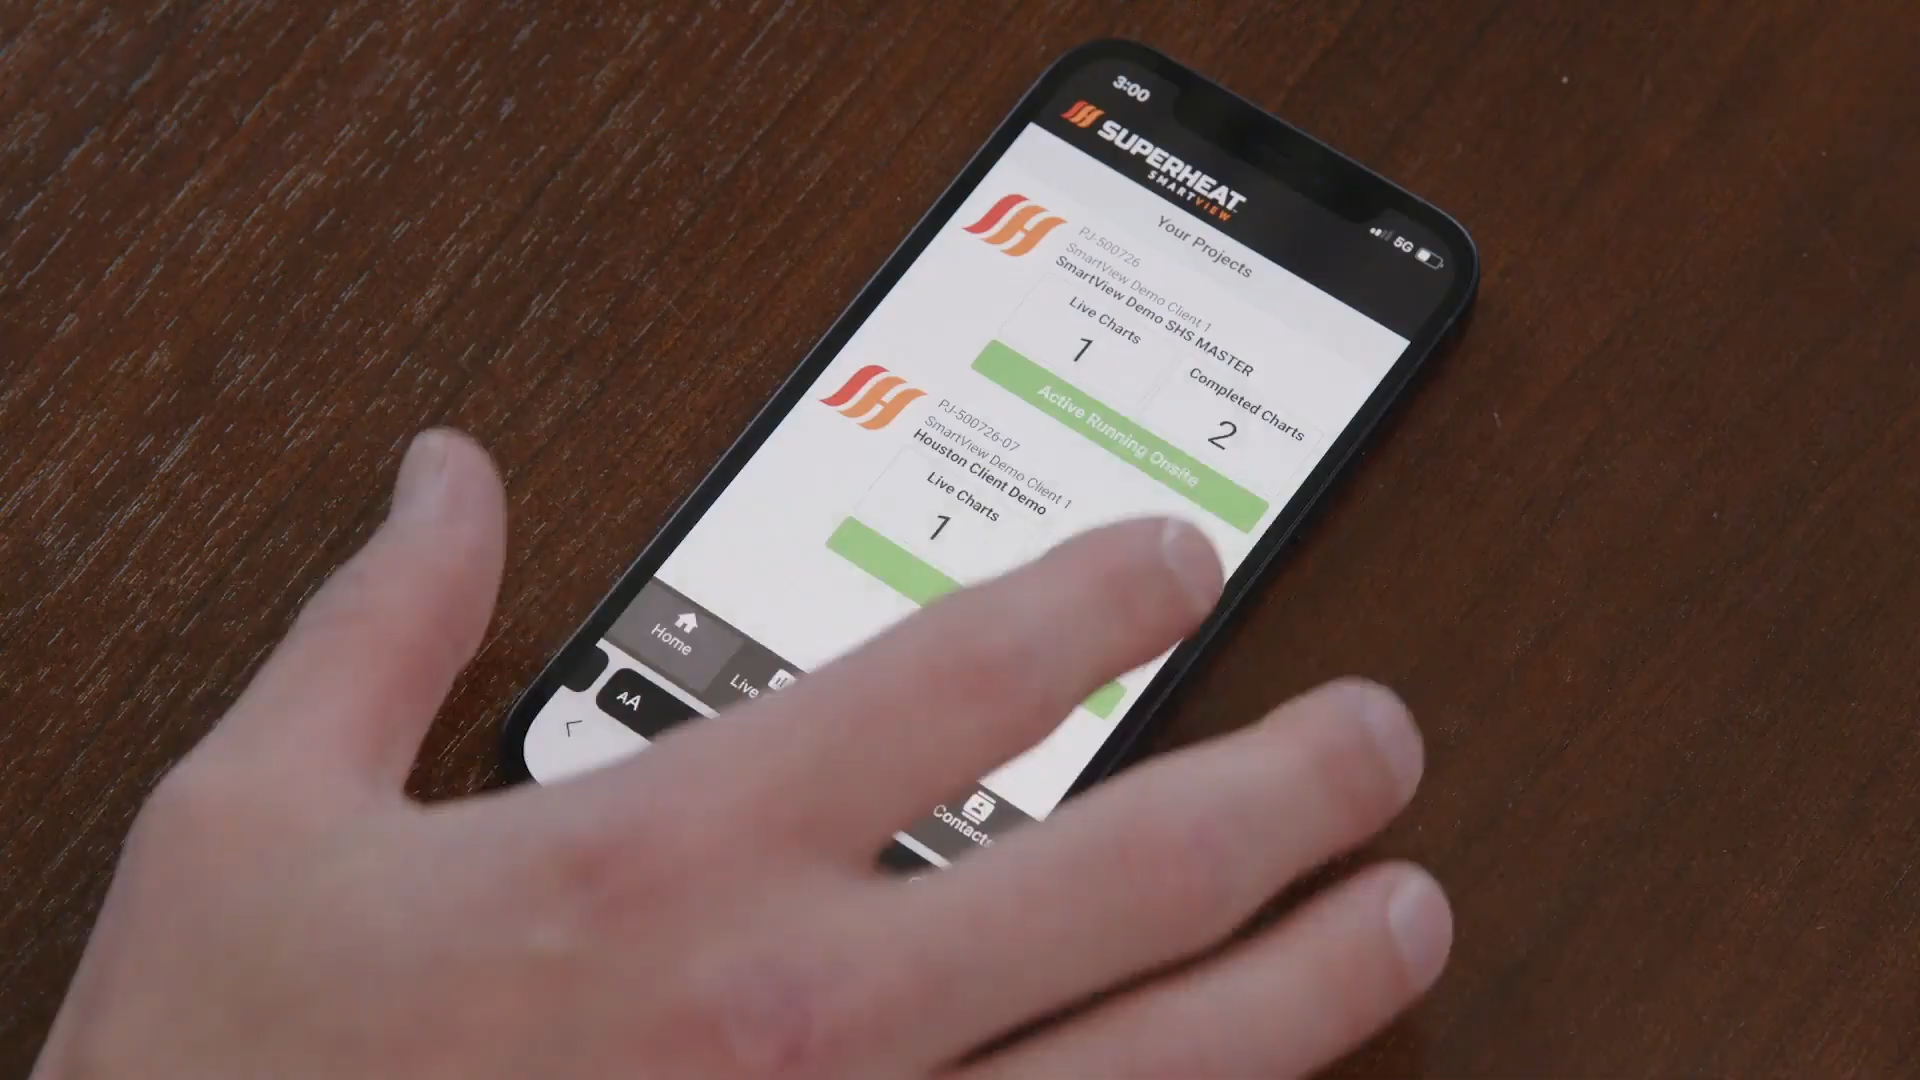 3:00
SUPERHEAT
SMARTVIEW
5G
Your Projects
PJ-500726
SmartView Demo Client 1
SmartView Demo SHS MASTER
Live Charts
1
Completed Charts
2
Active Running Onsite
PJ-500726-07
SmartView Demo Client 1
Houston Client Demo
Live Charts
1
Home
Live
Contacts
AA